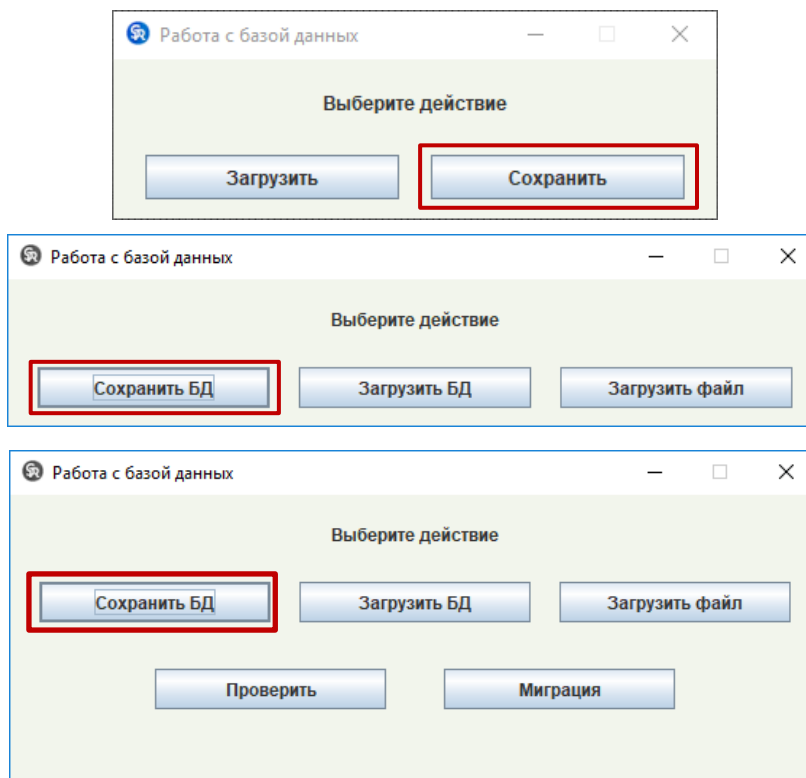 Работа с базой данных
Выберите действие
Загрузить Сохранить
Работа с базой данных
Выберите действие
Сохранить БД Загрузить БД Загрузить файл
Работа с базой данных
Выберите действие
Сохранить БД Загрузить БД Загрузить файл
Проверить Миграция